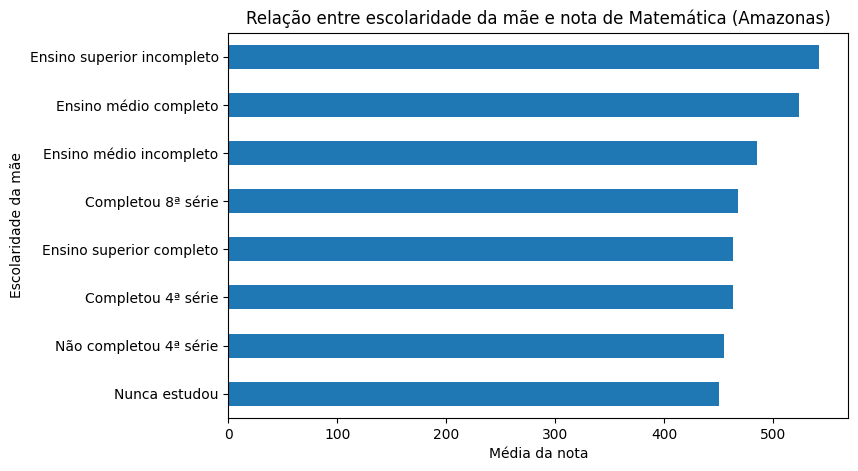 Relação entre escolaridade da mãe e nota de Matemática (Amazonas)
Escolaridade da mãe
Ensino superior incompleto
Ensino médio completo
Ensino médio incompleto
Completou 8ª série
Ensino superior completo
Completou 4ª série
Não completou 4ª série
Nunca estudou
0 100 200 300 400 500
Média da nota